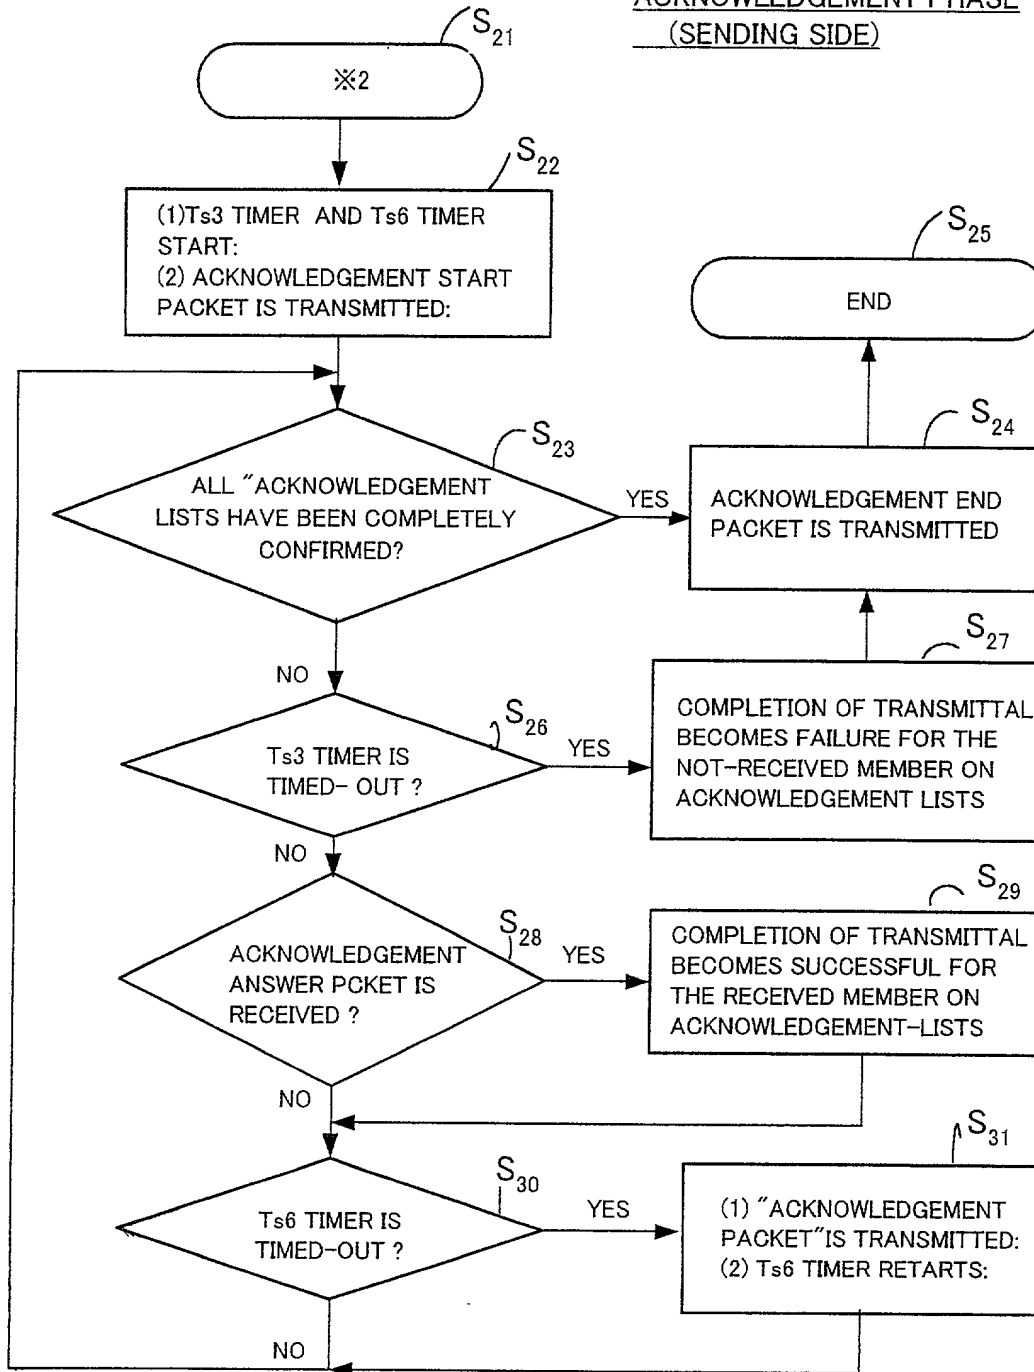 ACKNOWLEDGEMENT PHASE
(SENDING SIDE)
S21
※2
S22
(1)Ts3 TIMER AND Ts6 TIMER
START:
(2) ACKNOWLEDGEMENT START
PACKET IS TRANSMITTED:
S25
END
S23
ALL "ACKNOWLEDGEMENT
LISTS HAVE BEEN COMPLETELY
CONFIRMED?
YES
S24
ACKNOWLEDGEMENT END
PACKET IS TRANSMITTED
NO
S26
Ts3 TIMER IS
TIMED- OUT ?
YES
S27
COMPLETION OF TRANSMITTAL
BECOMES FAILURE FOR THE
NOT-RECEIVED MEMBER ON
ACKNOWLEDGEMENT LISTS
NO
S28
ACKNOWLEDGEMENT
ANSWER PCKET IS
RECEIVED ?
YES
S29
COMPLETION OF TRANSMITTAL
BECOMES SUCCESSFUL FOR
THE RECEIVED MEMBER ON
ACKNOWLEDGEMENT-LISTS
NO
S30
Ts6 TIMER IS
TIMED-OUT ?
YES
S31
(1) "ACKNOWLEDGEMENT
PACKET"IS TRANSMITTED:
(2) Ts6 TIMER RETARTS:
NO